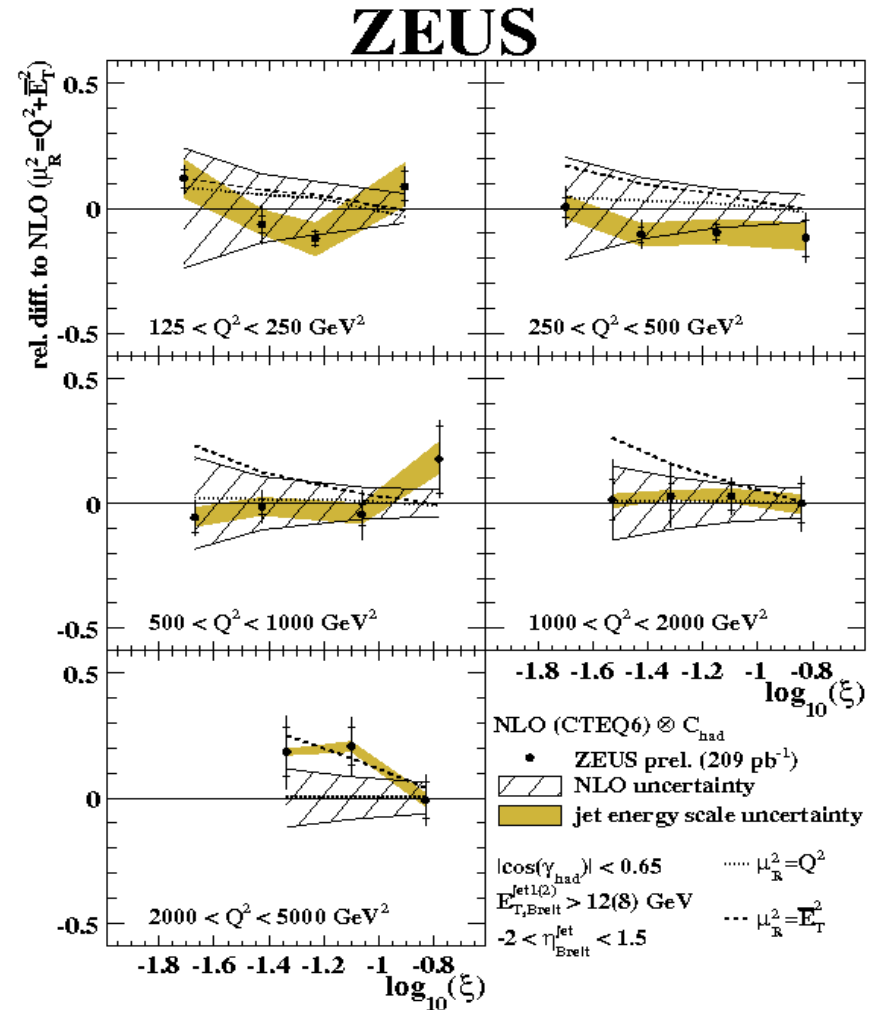 ZEUS
rel. diff. to NLO (μ_R^2=Q^2+E̅_T^2)
0.5
0
-0.5
125 < Q^2 < 250 GeV^2
250 < Q^2 < 500 GeV^2
0.5
0
-0.5
500 < Q^2 < 1000 GeV^2
1000 < Q^2 < 2000 GeV^2
-1.8 -1.6 -1.4 -1.2 -1 -0.8
log_10(ξ)
0.5
0
-0.5
2000 < Q^2 < 5000 GeV^2
-1.8 -1.6 -1.4 -1.2 -1 -0.8
log_10(ξ)
NLO (CTEQ6) ⊗ C_had
ZEUS prel. (209 pb^-1)
NLO uncertainty
jet energy scale uncertainty
|cos(γ_had)| < 0.65
E_T,Breit^jet1(2) > 12(8) GeV
-2 < η_Breit^jet < 1.5
μ_R^2=Q^2
μ_R^2=E̅_T^2